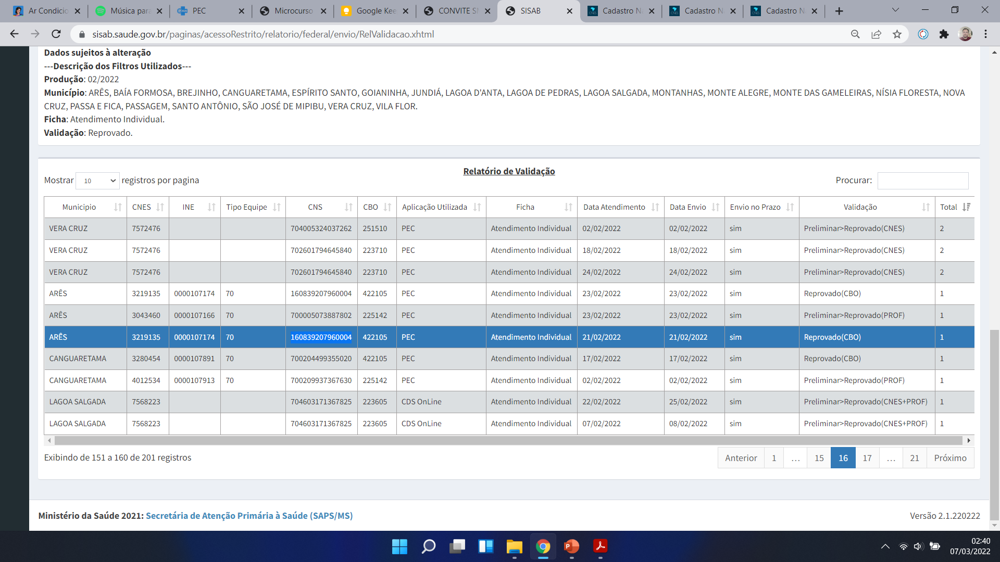 Ar Condicio
Música para
PEC
Microcurso
Google Kee
CONVITE S
SISAB
Cadastro N
Cadastro N
Cadastro N
sisab.saude.gov.br/paginas/acessoRestrito/relatorio/federal/envio/RelValidacao.xhtml
Dados sujeitos à alteração
---Descrição dos Filtros Utilizados---
Produção: 02/2022
Município: ARÊS, BAÍA FORMOSA, BREJINHO, CANGUARETAMA, ESPÍRITO SANTO, GOIANINHA, JUNDIÁ, LAGOA D'ANTA, LAGOA DE PEDRAS, LAGOA SALGADA, MONTANHAS, MONTE ALEGRE, MONTE DAS GAMELEIRAS, NÍSIA FLORESTA, NOVA
CRUZ, PASSA E FICA, PASSAGEM, SANTO ANTÔNIO, SÃO JOSÉ DE MIPIBU, VERA CRUZ, VILA FLOR.
Ficha: Atendimento Individual.
Validação: Reprovado.
Relatório de Validação
Mostrar 10 registros por pagina Procurar:
Municipio CNES INE Tipo Equipe CNS CBO Aplicação Utilizada Ficha Data Atendimento Data Envio Envio no Prazo Validação Total
VERA CRUZ 7572476 704005324037262 251510 PEC Atendimento Individual 02/02/2022 02/02/2022 sim Preliminar>Reprovado(CNES) 2
VERA CRUZ 7572476 702601794645840 223710 PEC Atendimento Individual 18/02/2022 18/02/2022 sim Preliminar>Reprovado(CNES) 2
VERA CRUZ 7572476 702601794645840 223710 PEC Atendimento Individual 24/02/2022 24/02/2022 sim Preliminar>Reprovado(CNES) 2
ARÊS 3219135 0000107174 70 160839207960004 422105 PEC Atendimento Individual 23/02/2022 23/02/2022 sim Reprovado(CBO) 1
ARÊS 3043460 0000107166 70 700005073887802 225142 PEC Atendimento Individual 23/02/2022 23/02/2022 sim Preliminar>Reprovado(PROF) 1
ARÊS 3219135 0000107174 70 160839207960004 422105 PEC Atendimento Individual 21/02/2022 21/02/2022 sim Reprovado(CBO) 1
CANGUARETAMA 3280454 0000107891 70 700204499355020 422105 PEC Atendimento Individual 17/02/2022 17/02/2022 sim Reprovado(CBO) 1
CANGUARETAMA 4012534 0000107913 70 700209937367630 225142 PEC Atendimento Individual 02/02/2022 02/02/2022 sim Preliminar>Reprovado(PROF) 1
LAGOA SALGADA 7568223 704603171367825 223605 CDS OnLine Atendimento Individual 22/02/2022 25/02/2022 sim Preliminar>Reprovado(CNES+PROF) 1
LAGOA SALGADA 7568223 704603171367825 223605 CDS OnLine Atendimento Individual 07/02/2022 08/02/2022 sim Preliminar>Reprovado(CNES+PROF) 1
Exibindo de 151 a 160 de 201 registros Anterior 1 ... 15 16 17 ... 21 Próximo
Ministério da Saúde 2021: Secretária de Atenção Primária à Saúde (SAPS/MS) Versão 2.1.220222
02:40
07/03/2022